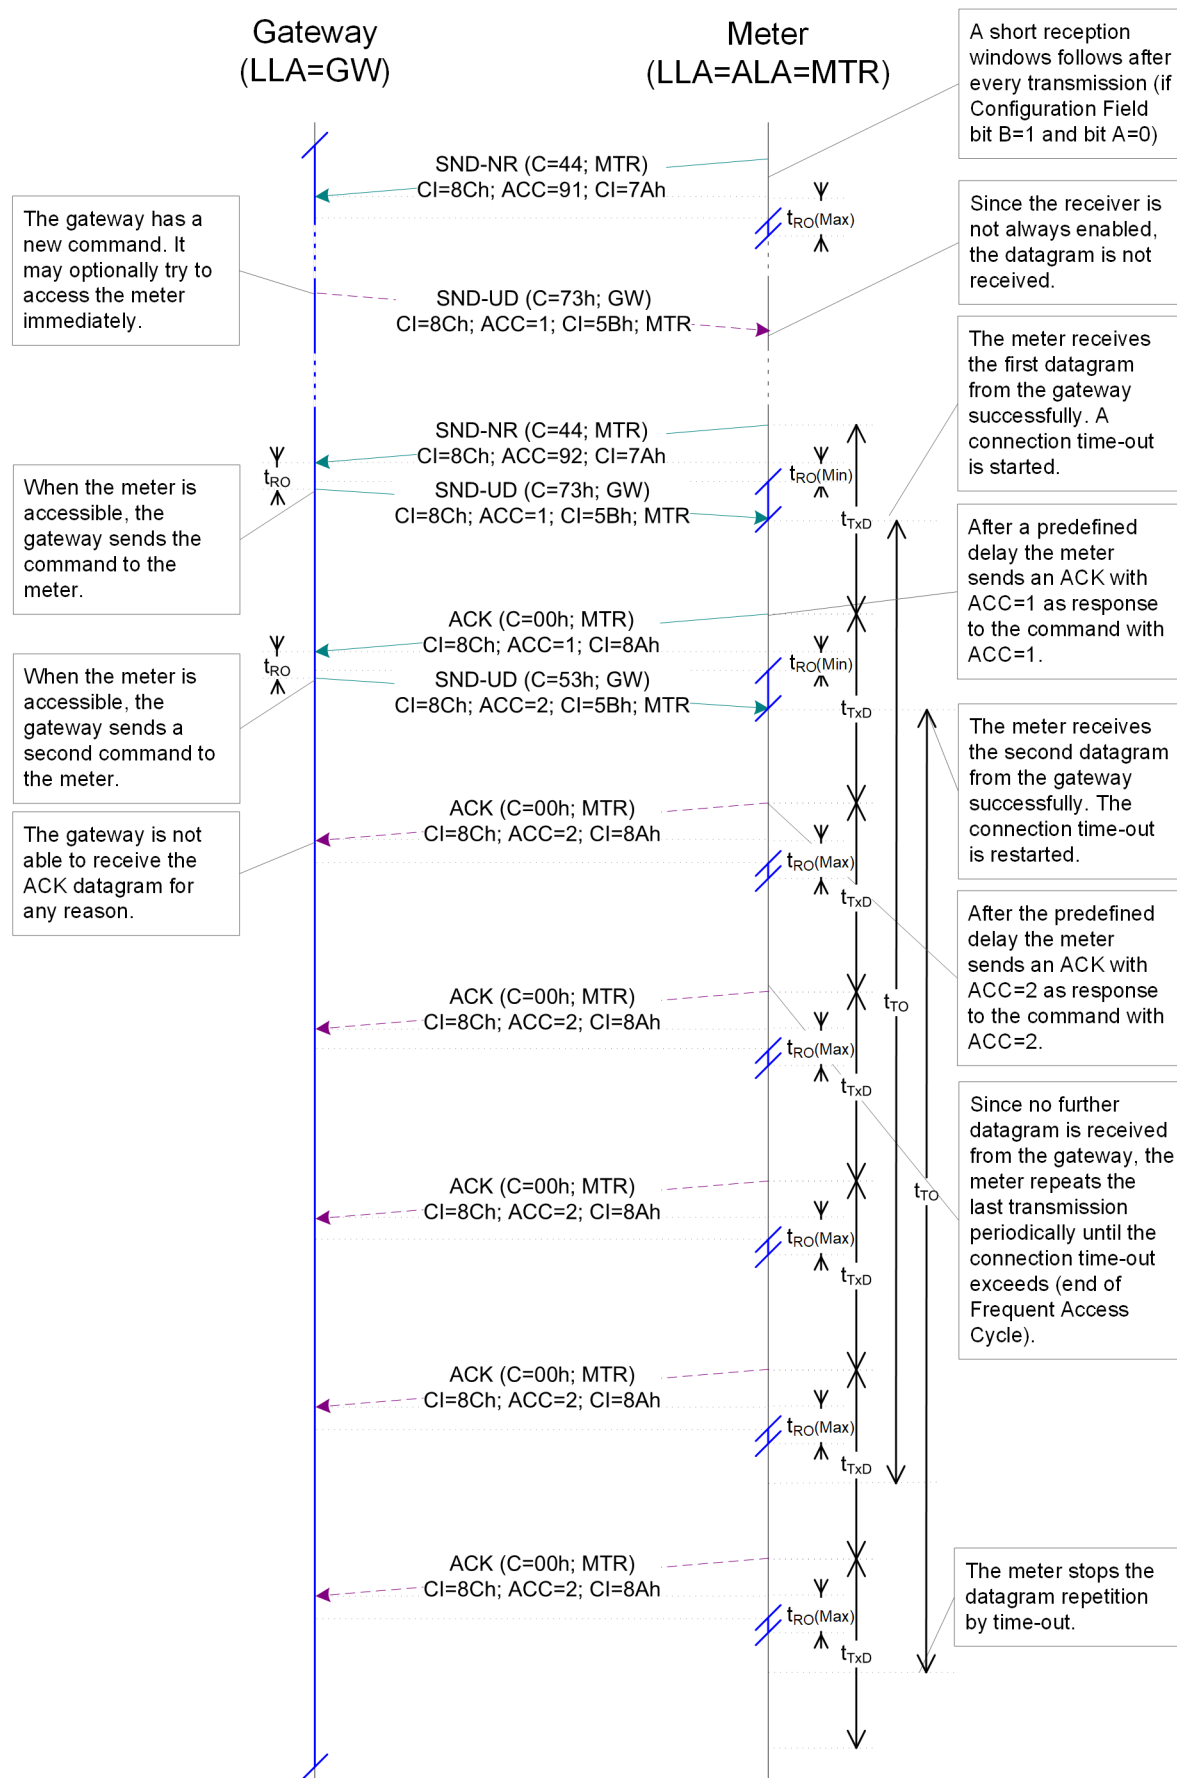 Gateway
(LLA=GW)
Meter
(LLA=ALA=MTR)
A short reception
windows follows after
every transmission (if
Configuration Field
bit B=1 and bit A=0)
SND-NR (C=44; MTR)
CI=8Ch; ACC=91; CI=7Ah
tRO(Max)
The gateway has a
new command. It
may optionally try to
access the meter
immediately.
Since the receiver is
not always enabled,
the datagram is not
received.
SND-UD (C=73h; GW)
CI=8Ch; ACC=1; CI=5Bh; MTR
The meter receives
the first datagram
from the gateway
successfully. A
connection time-out
is started.
SND-NR (C=44; MTR)
CI=8Ch; ACC=92; CI=7Ah
tRO
tRO(Min)
When the meter is
accessible, the
gateway sends the
command to the
meter.
SND-UD (C=73h; GW)
CI=8Ch; ACC=1; CI=5Bh; MTR
tTxD
After a predefined
delay the meter
sends an ACK with
ACC=1 as response
to the command with
ACC=1.
ACK (C=00h; MTR)
CI=8Ch; ACC=1; CI=8Ah
tRO
tRO(Min)
When the meter is
accessible, the
gateway sends a
second command to
the meter.
SND-UD (C=53h; GW)
CI=8Ch; ACC=2; CI=5Bh; MTR
tTxD
The meter receives
the second datagram
from the gateway
successfully. The
connection time-out
is restarted.
The gateway is not
able to receive the
ACK datagram for
any reason.
ACK (C=00h; MTR)
CI=8Ch; ACC=2; CI=8Ah
tRO(Max)
tTxD
After the predefined
delay the meter
sends an ACK with
ACC=2 as response
to the command with
ACC=2.
ACK (C=00h; MTR)
CI=8Ch; ACC=2; CI=8Ah
tTO
tRO(Max)
tTxD
Since no further
datagram is received
from the gateway, the
meter repeats the
last transmission
periodically until the
connection time-out
exceeds (end of
Frequent Access
Cycle).
ACK (C=00h; MTR)
CI=8Ch; ACC=2; CI=8Ah
tTO
tRO(Max)
tTxD
ACK (C=00h; MTR)
CI=8Ch; ACC=2; CI=8Ah
tRO(Max)
tTxD
ACK (C=00h; MTR)
CI=8Ch; ACC=2; CI=8Ah
tRO(Max)
tTxD
The meter stops the
datagram repetition
by time-out.